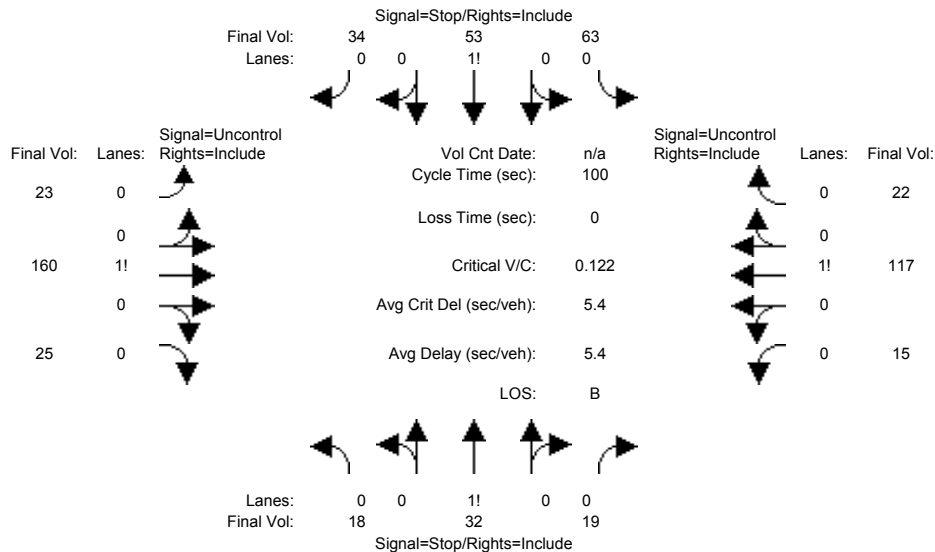 Signal=Stop/Rights=Include
Final Vol: 34 53 63
Lanes: 0 0 1! 0 0
Signal=Uncontrol
Final Vol: Lanes: Rights=Include
Vol Cnt Date: n/a
Signal=Uncontrol
Rights=Include Lanes: Final Vol:
Cycle Time (sec): 100
23 0
0 22
Loss Time (sec): 0
0
0
160 1!
Critical V/C: 0.122
1! 117
0
Avg Crit Del (sec/veh): 5.4
0
25 0
Avg Delay (sec/veh): 5.4
0 15
LOS: B
Lanes: 0 0 1! 0 0
Final Vol: 18 32 19
Signal=Stop/Rights=Include